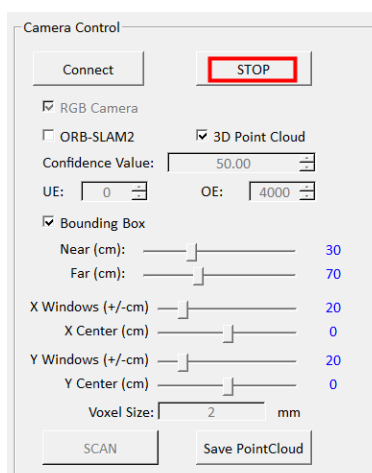 Camera Control
Connect STOP
RGB Camera
ORB-SLAM2 3D Point Cloud
Confidence Value: 50.00
UE: 0 OE: 4000
Bounding Box
Near (cm): 30
Far (cm): 70
X Windows (+/-cm) 20
X Center (cm) 0
Y Windows (+/-cm) 20
Y Center (cm) 0
Voxel Size: 2 mm
SCAN Save PointCloud